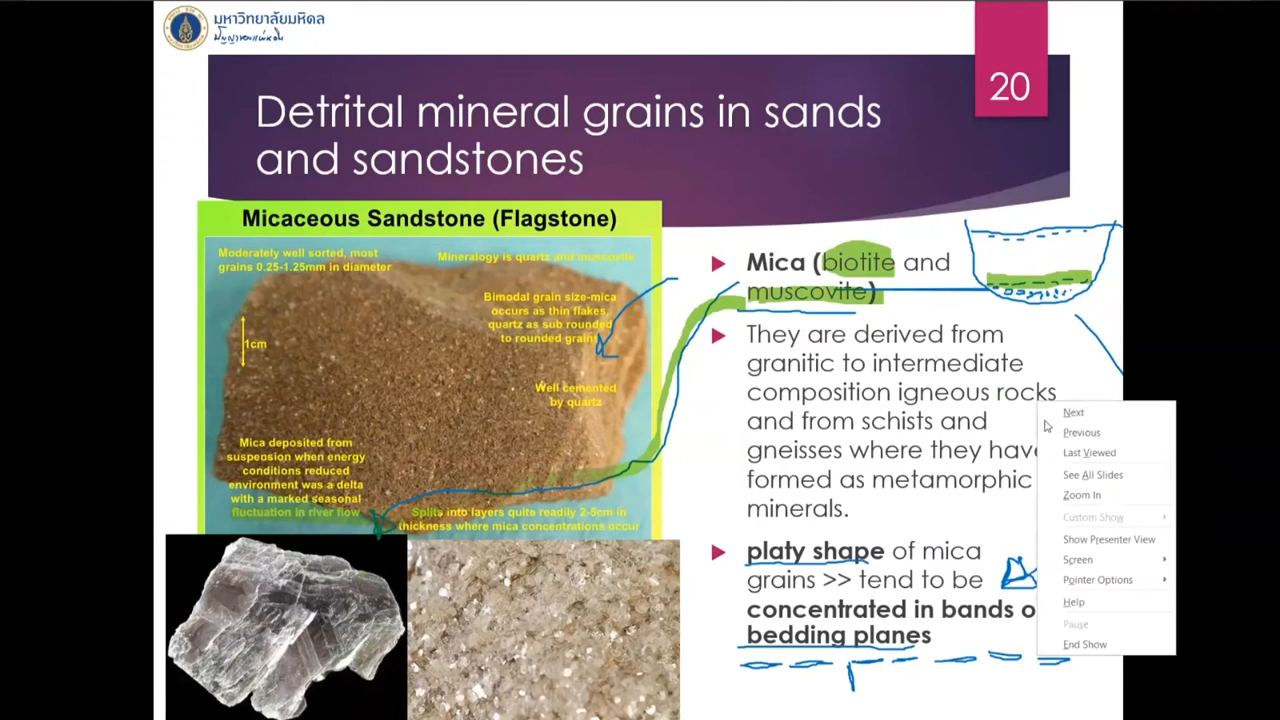 มหาวิทยาลัยมหิดล
ปัญญาของแผ่นดิน
20
Detrital mineral grains in sands
and sandstones
Micaceous Sandstone (Flagstone)
Moderately well sorted, most
grains 0.25-1.25mm in diameter
Mineralogy is quartz and muscovite
Bimodal grain size-mica
occurs as thin flakes,
quartz as sub rounded
to rounded grains
1cm
Well cemented
by quartz
Mica deposited from
suspension when energy
conditions reduced
environment was a delta
with a marked seasonal
fluctuation in river flow
Splits into layers quite readily 2-5cm in
thickness where mica concentrations occur
Mica (biotite and
muscovite)
They are derived from
granitic to intermediate
composition igneous rocks
and from schists and
gneisses where they have
formed as metamorphic
minerals.
platy shape of mica
grains >> tend to be
concentrated in bands o
bedding planes
Next
Previous
Last Viewed
See All Slides
Zoom In
Custom Show
Show Presenter View
Screen
Pointer Options
Help
Pause
End Show